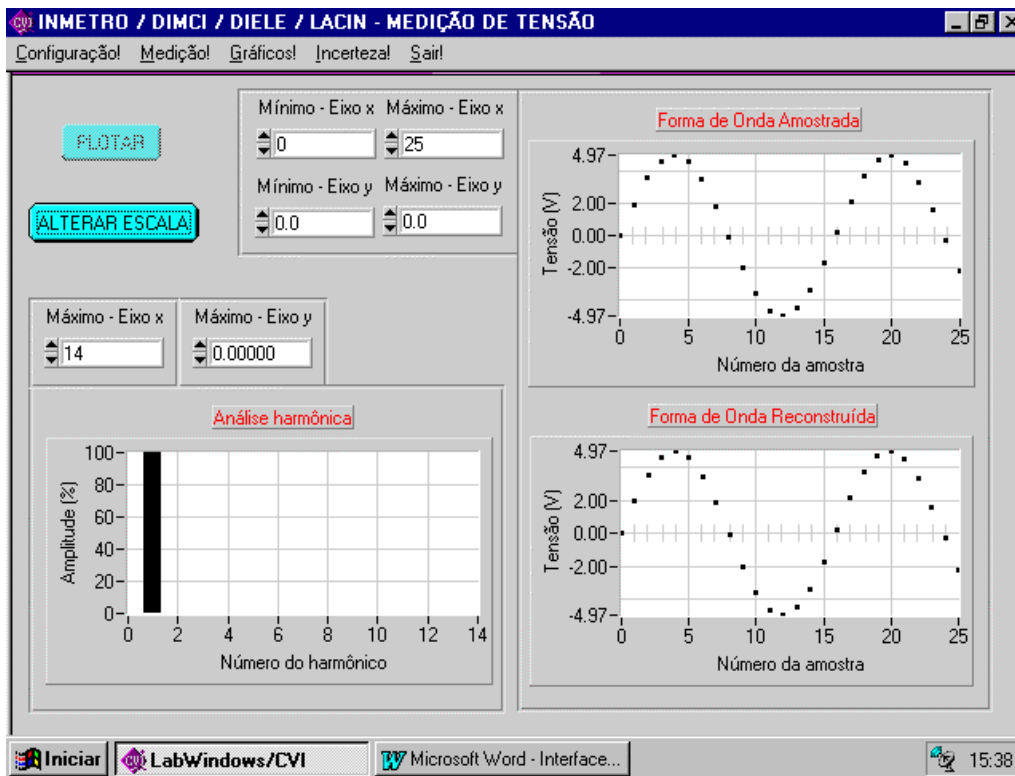 INMETRO / DIMCI / DIELE / LACIN - MEDIÇÃO DE TENSÃO
Configuração! Medição! Gráficos! Incerteza! Sair!
PLOTAR
ALTERAR ESCALA
Mínimo - Eixo x Máximo - Eixo x
0 25
Mínimo - Eixo y Máximo - Eixo y
0.0 0.0
Máximo - Eixo x Máximo - Eixo y
14 0.00000
Análise harmônica
Amplitude (%)
100
80
60
40
20
0
0 2 4 6 8 10 12 14
Número do harmônico
Forma de Onda Amostrada
Tensão (V)
4.97
2.00
0.00
-2.00
-4.97
0 5 10 15 20 25
Número da amostra
Forma de Onda Reconstruída
Tensão (V)
4.97
2.00
0.00
-2.00
-4.97
0 5 10 15 20 25
Número da amostra
Iniciar LabWindows/CVI Microsoft Word - Interface... 15:38